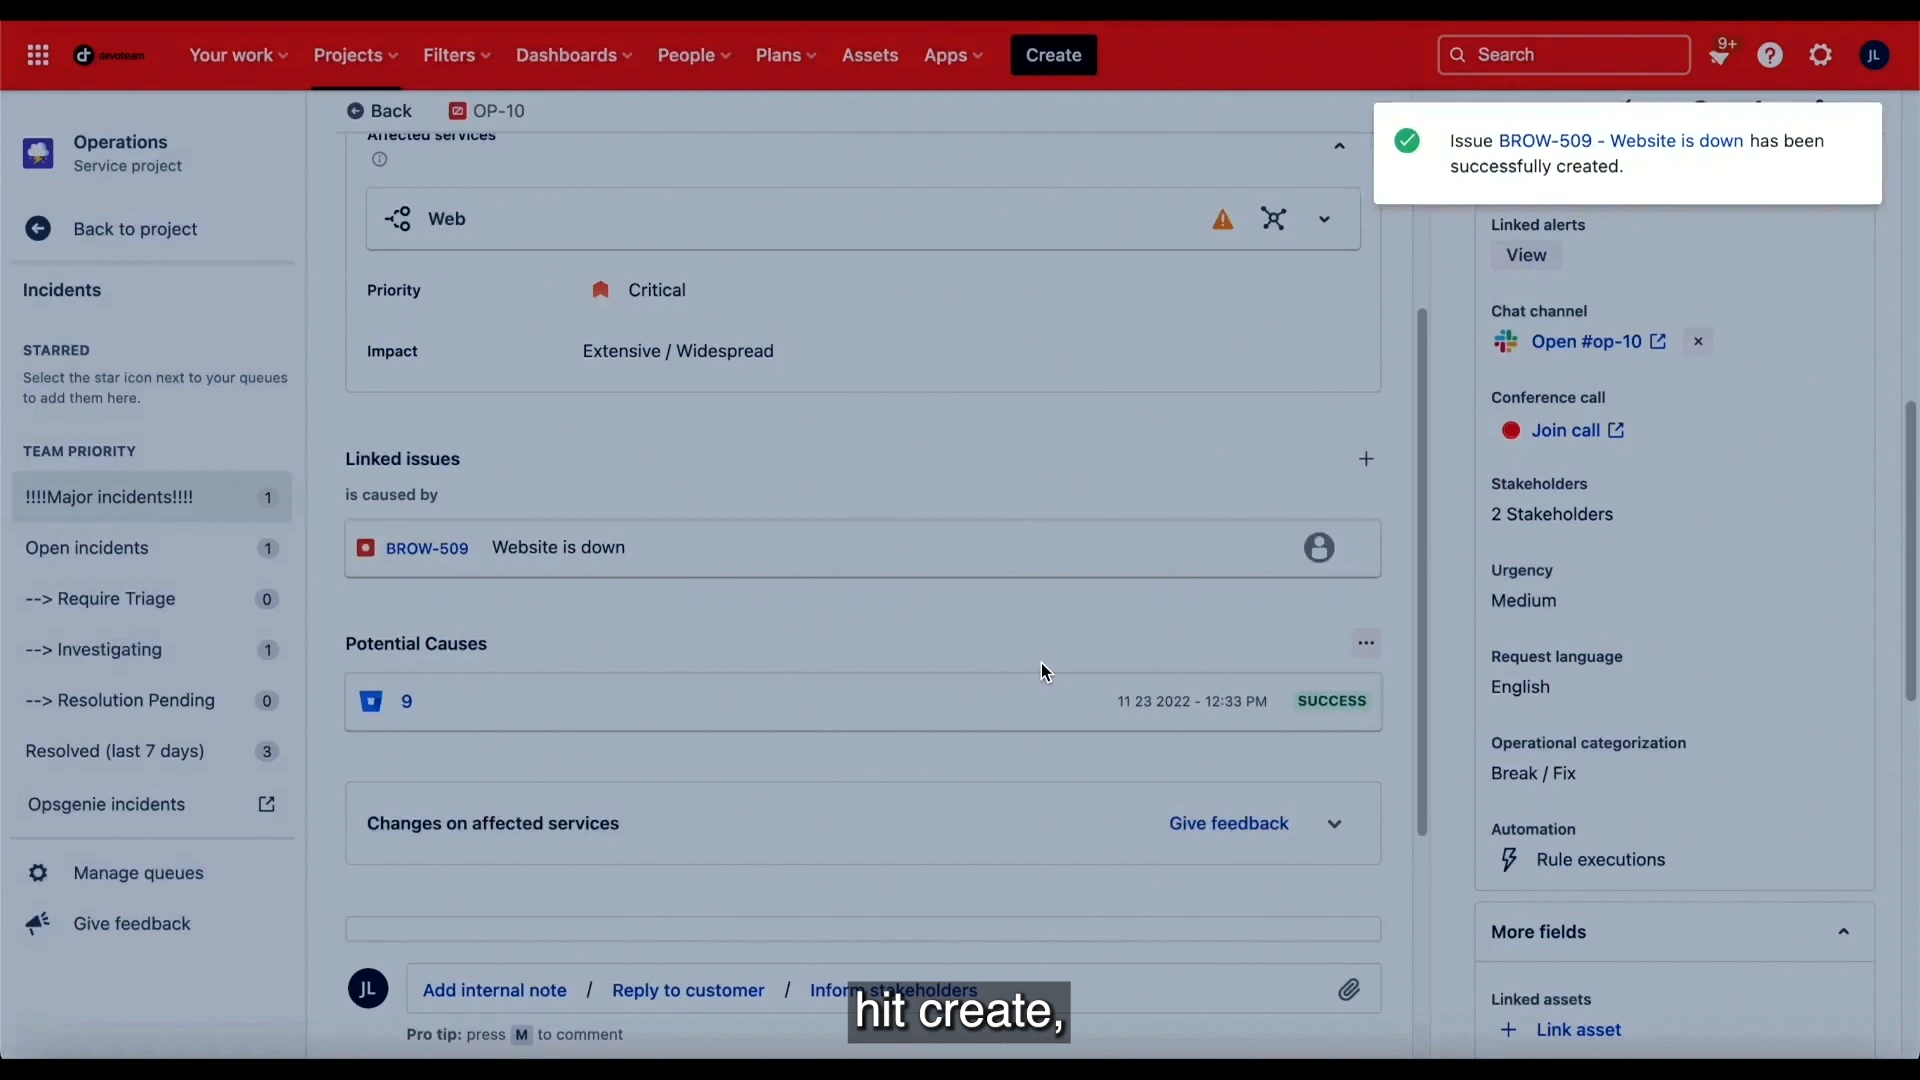 devoteam
Your work
Projects
Filters
Dashboards
People
Plans
Assets
Apps
Create
Search
9+
JL
Operations
Service project
Back to project
Incidents
STARRED
Select the star icon next to your queues
to add them here.
TEAM PRIORITY
!!!!Major incidents!!!! 1
Open incidents 1
--> Require Triage 0
--> Investigating 1
--> Resolution Pending 0
Resolved (last 7 days) 3
Opsgenie incidents
Manage queues
Give feedback
Back
OP-10
Affected services
Web
Priority Critical
Impact Extensive / Widespread
Linked issues
is caused by
BROW-509 Website is down
Potential Causes
9 11 23 2022 - 12:33 PM SUCCESS
Changes on affected services Give feedback
JL
Add internal note / Reply to customer / Inform stakeholders
Pro tip: press M to comment
hit create,
Issue BROW-509 - Website is down has been
successfully created.
Linked alerts
View
Chat channel
Open #op-10
Conference call
Join call
Stakeholders
2 Stakeholders
Urgency
Medium
Request language
English
Operational categorization
Break / Fix
Automation
Rule executions
More fields
Linked assets
Link asset